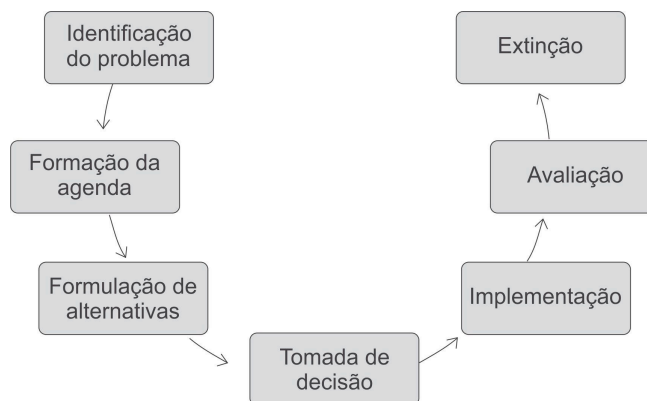 Identificação
do problema
Formação da
agenda
Formulação de
alternativas
Tomada de
decisão
Implementação
Avaliação
Extinção